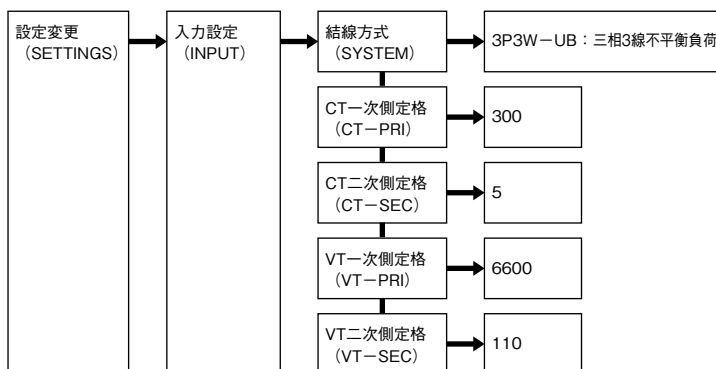 設定変更
（SETTINGS）
入力設定
（INPUT）
結線方式
（SYSTEM）
3P3W－UB：三相3線不平衡負荷
CT一次側定格
（CT－PRI）
300
CT二次側定格
（CT－SEC）
5
VT一次側定格
（VT－PRI）
6600
VT二次側定格
（VT－SEC）
110